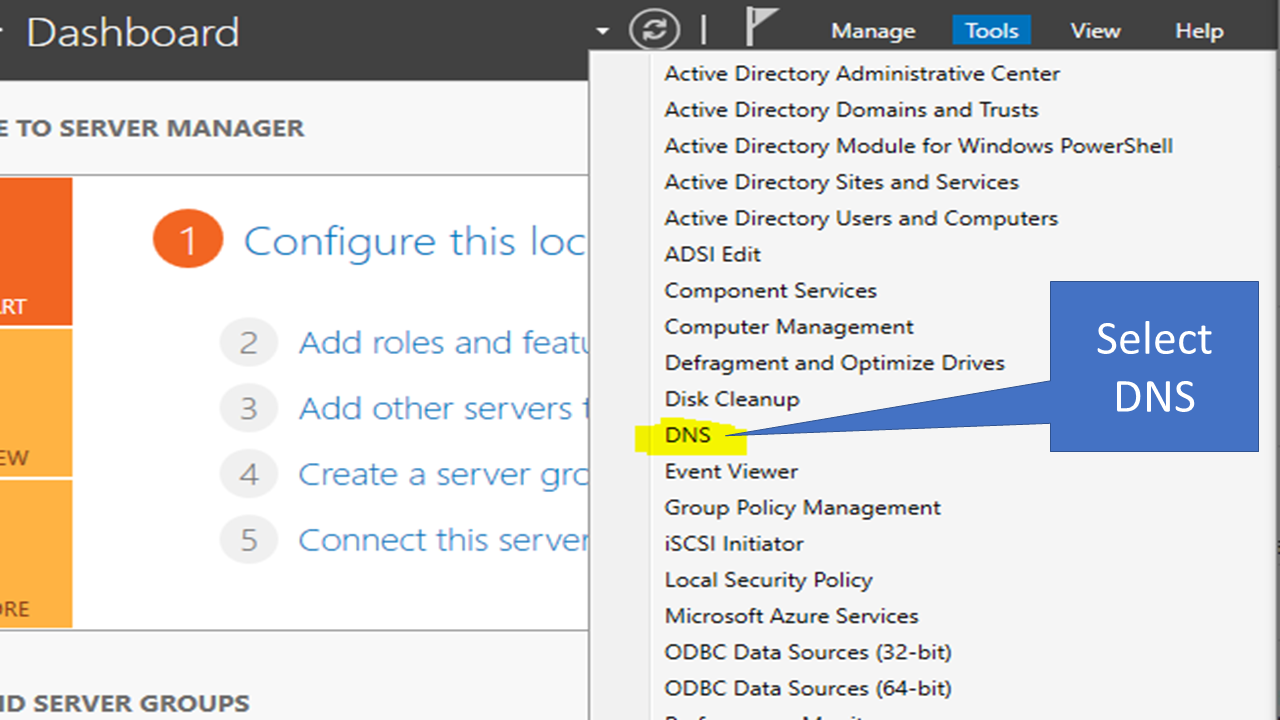 Dashboard
Manage Tools View Help
E TO SERVER MANAGER
1 Configure this loc
2 Add roles and featu
3 Add other servers t
4 Create a server gro
5 Connect this server
ART
EW
ORE
ID SERVER GROUPS
Active Directory Administrative Center
Active Directory Domains and Trusts
Active Directory Module for Windows PowerShell
Active Directory Sites and Services
Active Directory Users and Computers
ADSI Edit
Component Services
Computer Management
Defragment and Optimize Drives
Disk Cleanup
DNS
Event Viewer
Group Policy Management
iSCSI Initiator
Local Security Policy
Microsoft Azure Services
ODBC Data Sources (32-bit)
ODBC Data Sources (64-bit)
Select
DNS